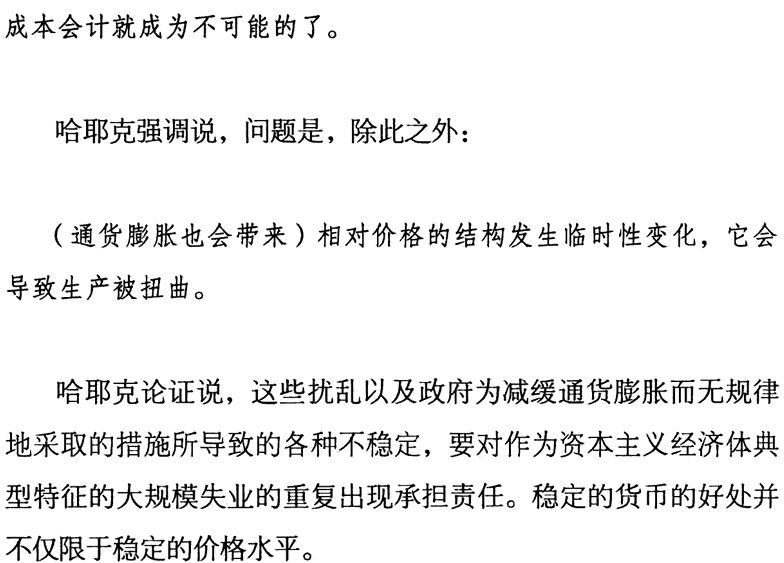 成本会计就成为不可能的了。
哈耶克强调说，问题是，除此之外：
（通货膨胀也会带来）相对价格的结构发生临时性变化，它会
导致生产被扭曲。
哈耶克论证说，这些扰乱以及政府为减缓通货膨胀而无规律
地采取的措施所导致的各种不稳定，要对作为资本主义经济体典
型特征的大规模失业的重复出现承担责任。稳定的货币的好处并
不仅限于稳定的价格水平。